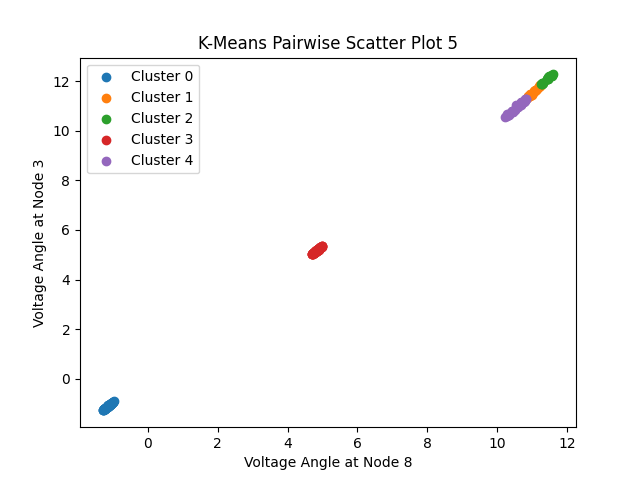 K-Means Pairwise Scatter Plot 5
Cluster 0
Cluster 1
Cluster 2
Cluster 3
Cluster 4
Voltage Angle at Node 3
12
10
8
6
4
2
0
0
2
4
6
8
10
12
Voltage Angle at Node 8